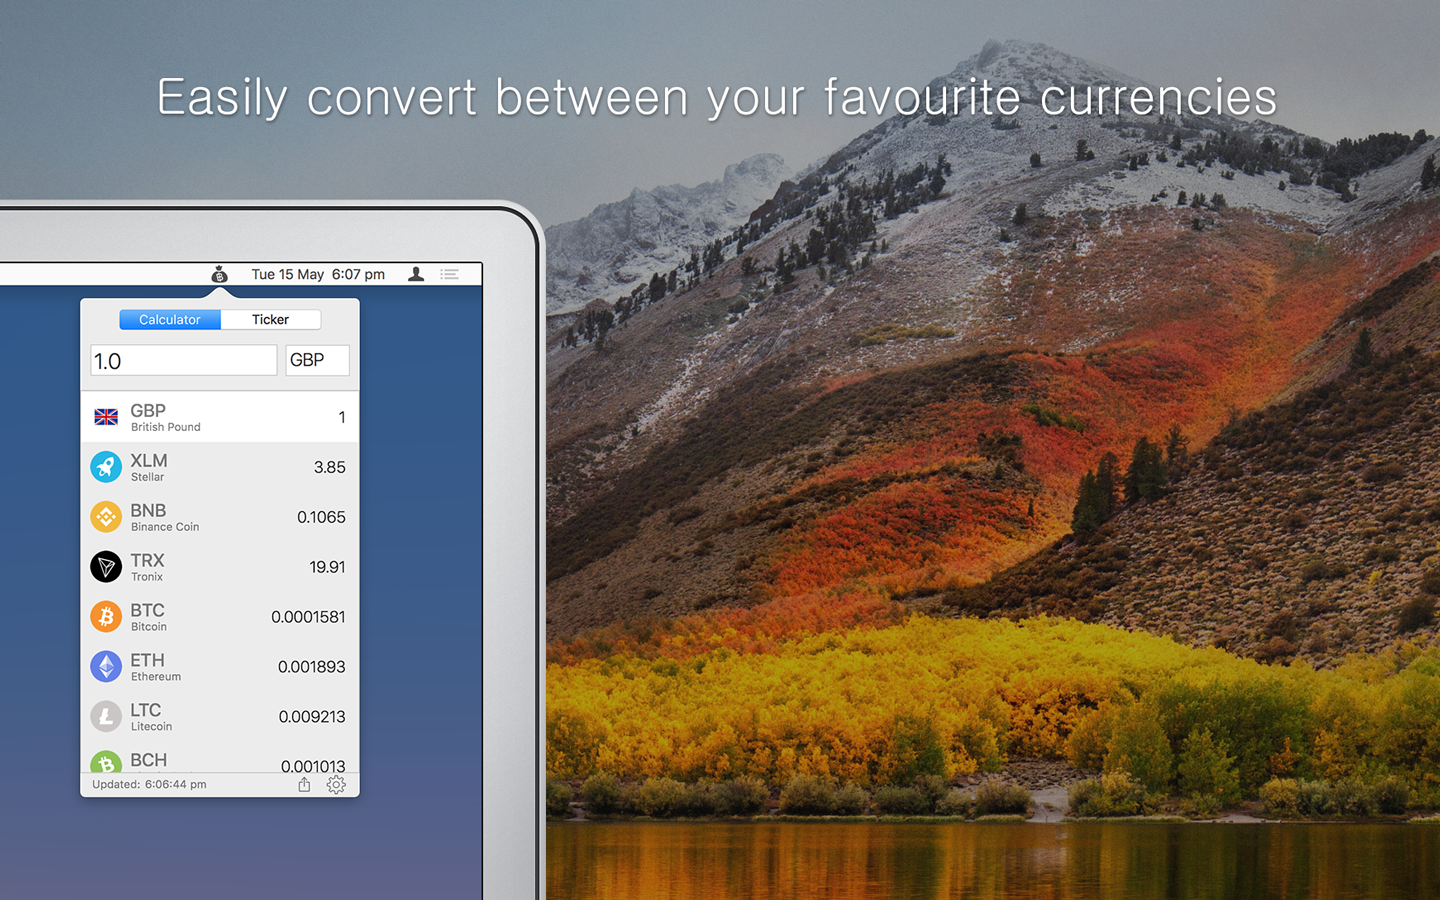 Easily convert between your favourite currencies
Tue 15 May 6:07 pm
Calculator Ticker
1.0 GBP
GBP 1
British Pound
XLM 3.85
Stellar
BNB 0.1065
Binance Coin
TRX 19.91
Tronix
BTC 0.0001581
Bitcoin
ETH 0.001893
Ethereum
LTC 0.009213
Litecoin
BCH 0.001013
Updated: 6:06:44 pm